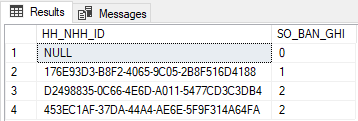 Results Messages
HH_NHH_ID SO_BAN_GHI
1 NULL 0
2 176E93D3-B8F2-4065-9C05-2B8F516D4188 1
3 D2498835-0C66-4E6D-A011-5477CD3C3DB4 2
4 453EC1AF-37DA-44A4-AE6E-5F9F314A64FA 2